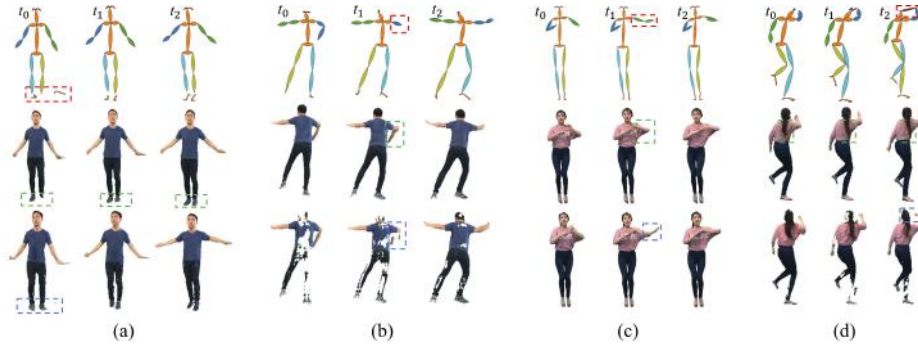 t₀ t₁ t₂ t₀ t₁ t₂ t₀ t₁ t₂ t₀ t₁ t₂
(a) (b) (c) (d)